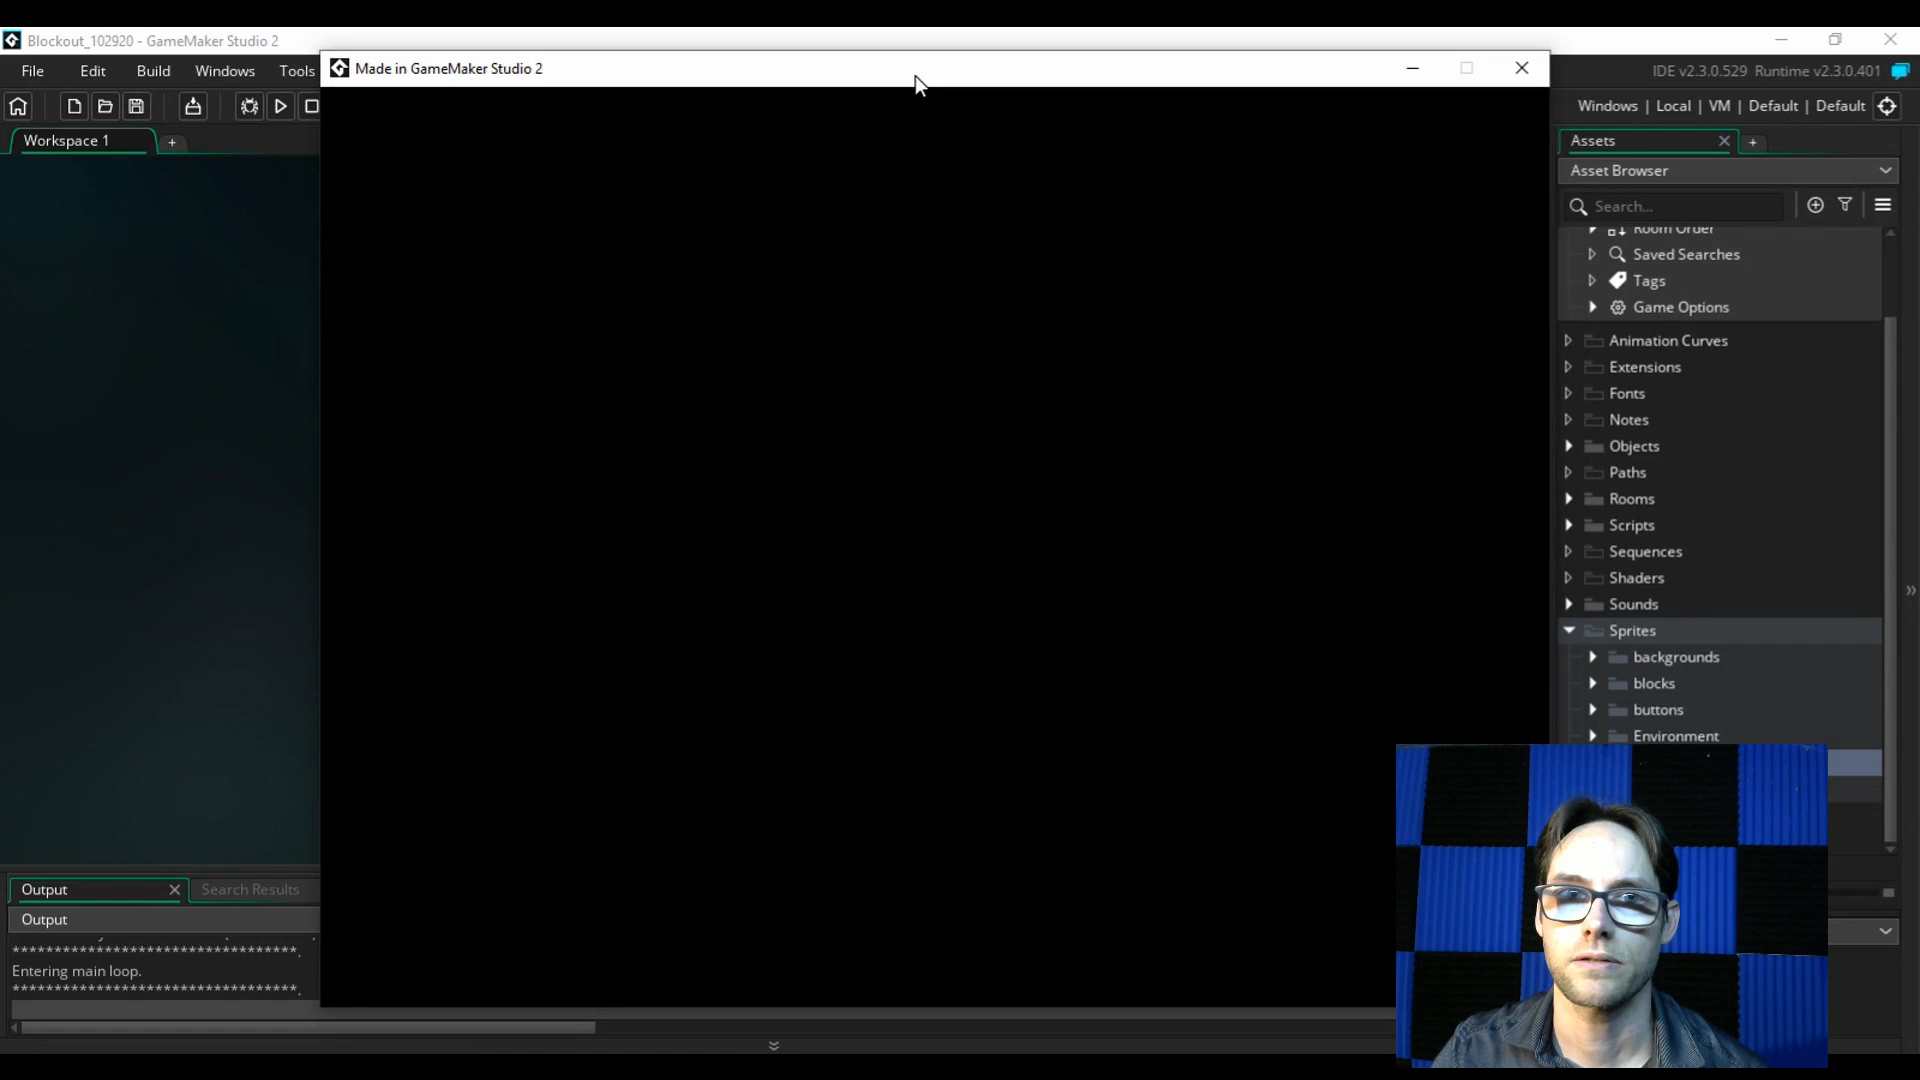 Blockout_102920 - GameMaker Studio 2
File Edit Build Windows Tools
Made in GameMaker Studio 2
IDE v2.3.0.529 Runtime v2.3.0.401
Windows | Local | VM | Default | Default
Workspace 1 +
Assets
Asset Browser
Search...
Room Order
Saved Searches
Tags
Game Options
Animation Curves
Extensions
Fonts
Notes
Objects
Paths
Rooms
Scripts
Sequences
Shaders
Sounds
Sprites
backgrounds
blocks
buttons
Environment
Output Search Results
Output
**********************************.
Entering main loop.
**********************************.